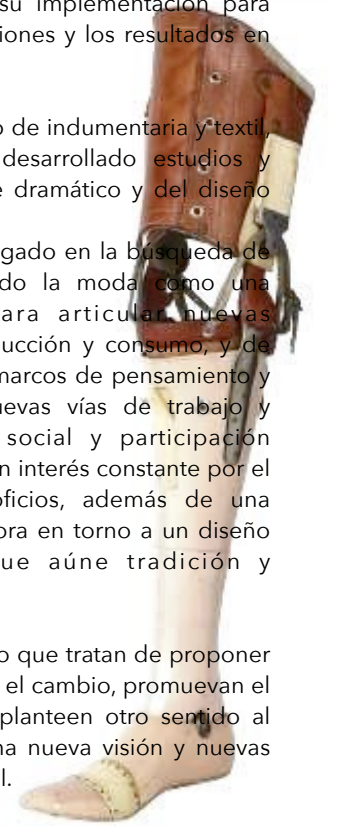 su implementación para
iones y los resultados en
o de indumentaria y textil,
desarrollado estudios y
e dramático y del diseño
gado en la búsqueda de
do la moda como una
ara articular nuevas
ucción y consumo, y de
marcos de pensamiento y
uevas vías de trabajo y
social y participación
n interés constante por el
oficios, además de una
ora en torno a un diseño
ue aúne tradición y
o que tratan de proponer
el cambio, promuevan el
planteen otro sentido al
na nueva visión y nuevas
l.